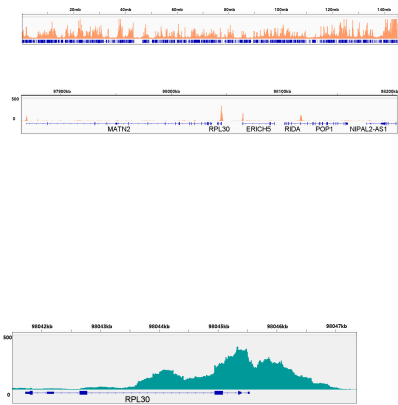 20mb 40mb 60mb 80mb 100mb 120mb 140mb
97900kb 98000kb 98100kb 98200kb
500
0
MATN2 RPL30 ERICH5 RIDA POP1 NIPAL2-AS1
98042kb 98043kb 98044kb 98045kb 98046kb 98047kb
500
0
RPL30